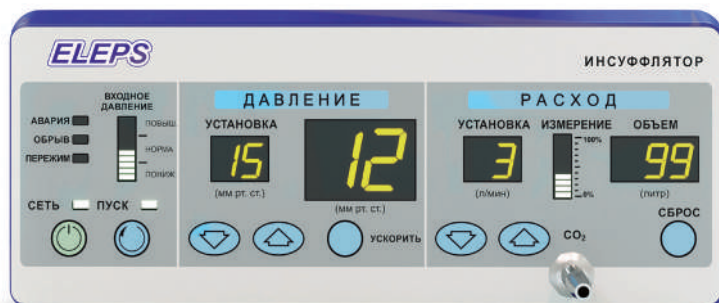 ELEPS
ИНСУФФЛЯТОР
АВАРИЯ
ОБРЫВ
ПЕРЕЖИМ
ВХОДНОЕ
ДАВЛЕНИЕ
ПОВЫШ.
НОРМА
ПОНИЖ.
СЕТЬ
ПУСК
ДАВЛЕНИЕ
УСТАНОВКА
15
(мм рт. ст.)
12
(мм рт. ст.)
УСКОРИТЬ
РАСХОД
УСТАНОВКА
3
(л/мин)
ИЗМЕРЕНИЕ
100%
0%
ОБЪЕМ
99
(литр)
CO₂
СБРОС